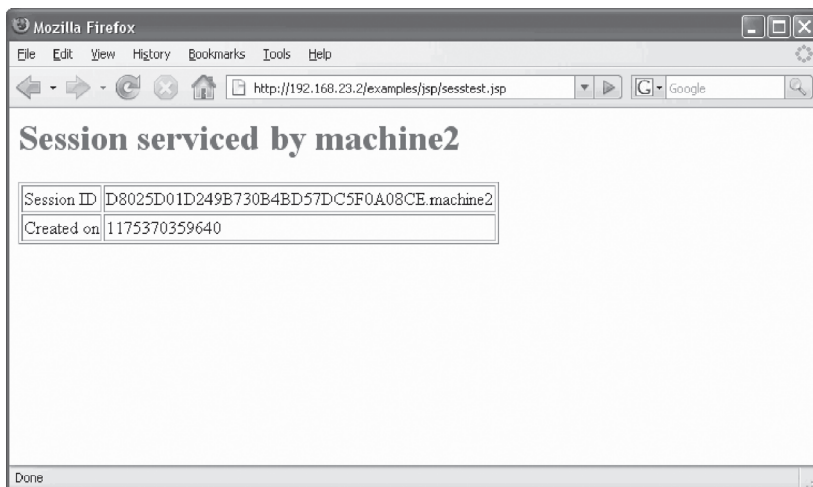 Mozilla Firefox
File Edit View History Bookmarks Tools Help
http://192.168.23.2/examples/jsp/sesstest.jsp G Google
Session serviced by machine2
Session ID D8025D01D249B730B4BD57DC5F0A08CE.machine2
Created on 1175370359640
Done